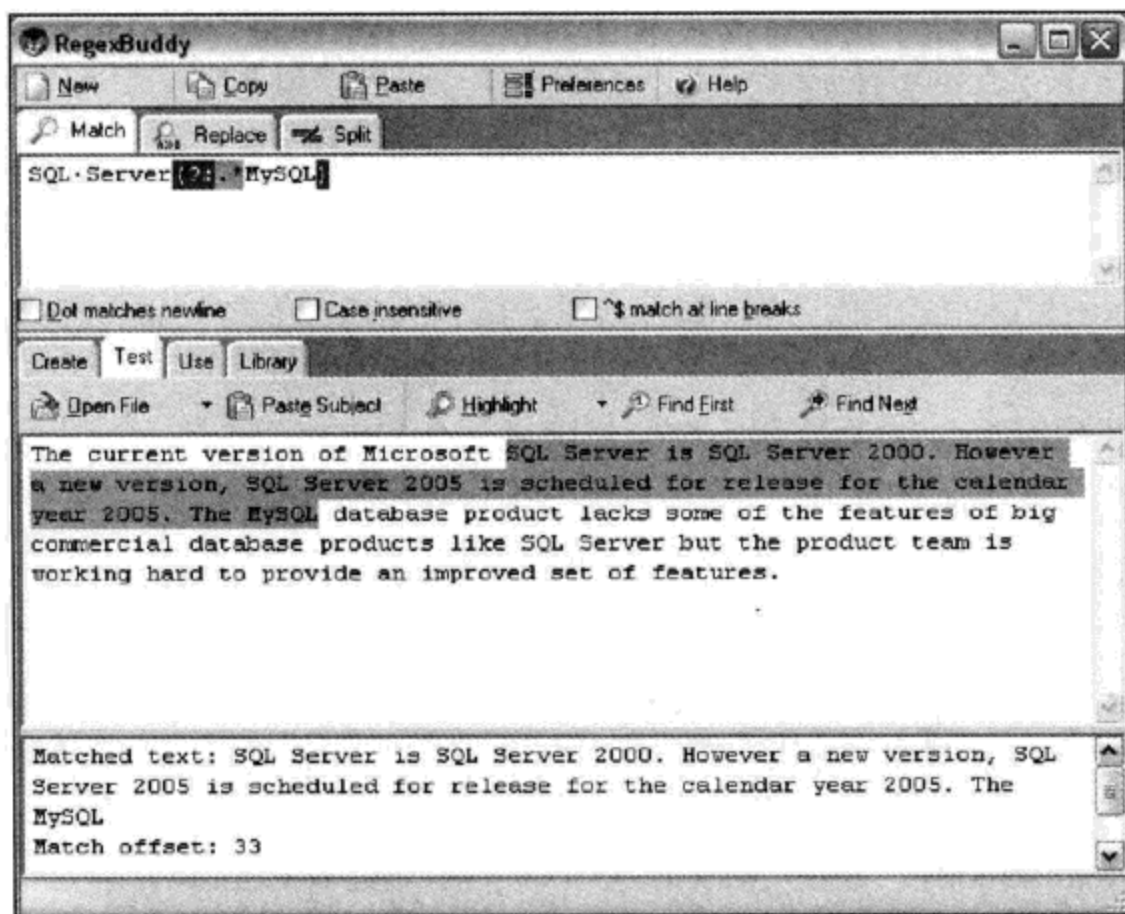 RegexBuddy
New Copy Paste Preferences Help
Match Replace Split
SQL·Server(?:.*MySQL)
Dot matches newline Case insensitive ^$ match at line breaks
Create Test Use Library
Open File Paste Subject Highlight Find First Find Next
The current version of Microsoft SQL Server is SQL Server 2000. However
a new version, SQL Server 2005 is scheduled for release for the calendar
year 2005. The MySQL database product lacks some of the features of big
commercial database products like SQL Server but the product team is
working hard to provide an improved set of features.
Matched text: SQL Server is SQL Server 2000. However a new version, SQL
Server 2005 is scheduled for release for the calendar year 2005. The
MySQL
Match offset: 33